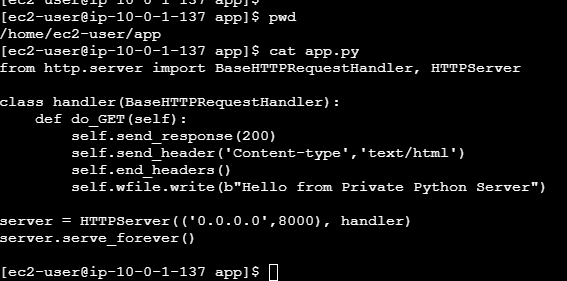 [ec2-user@ip-10-0-1-137 app]$
[ec2-user@ip-10-0-1-137 app]$ pwd
/home/ec2-user/app
[ec2-user@ip-10-0-1-137 app]$ cat app.py
from http.server import BaseHTTPRequestHandler, HTTPServer

class handler(BaseHTTPRequestHandler):
    def do_GET(self):
        self.send_response(200)
        self.send_header('Content-type','text/html')
        self.end_headers()
        self.wfile.write(b"Hello from Private Python Server")

server = HTTPServer(('0.0.0.0',8000), handler)
server.serve_forever()

[ec2-user@ip-10-0-1-137 app]$